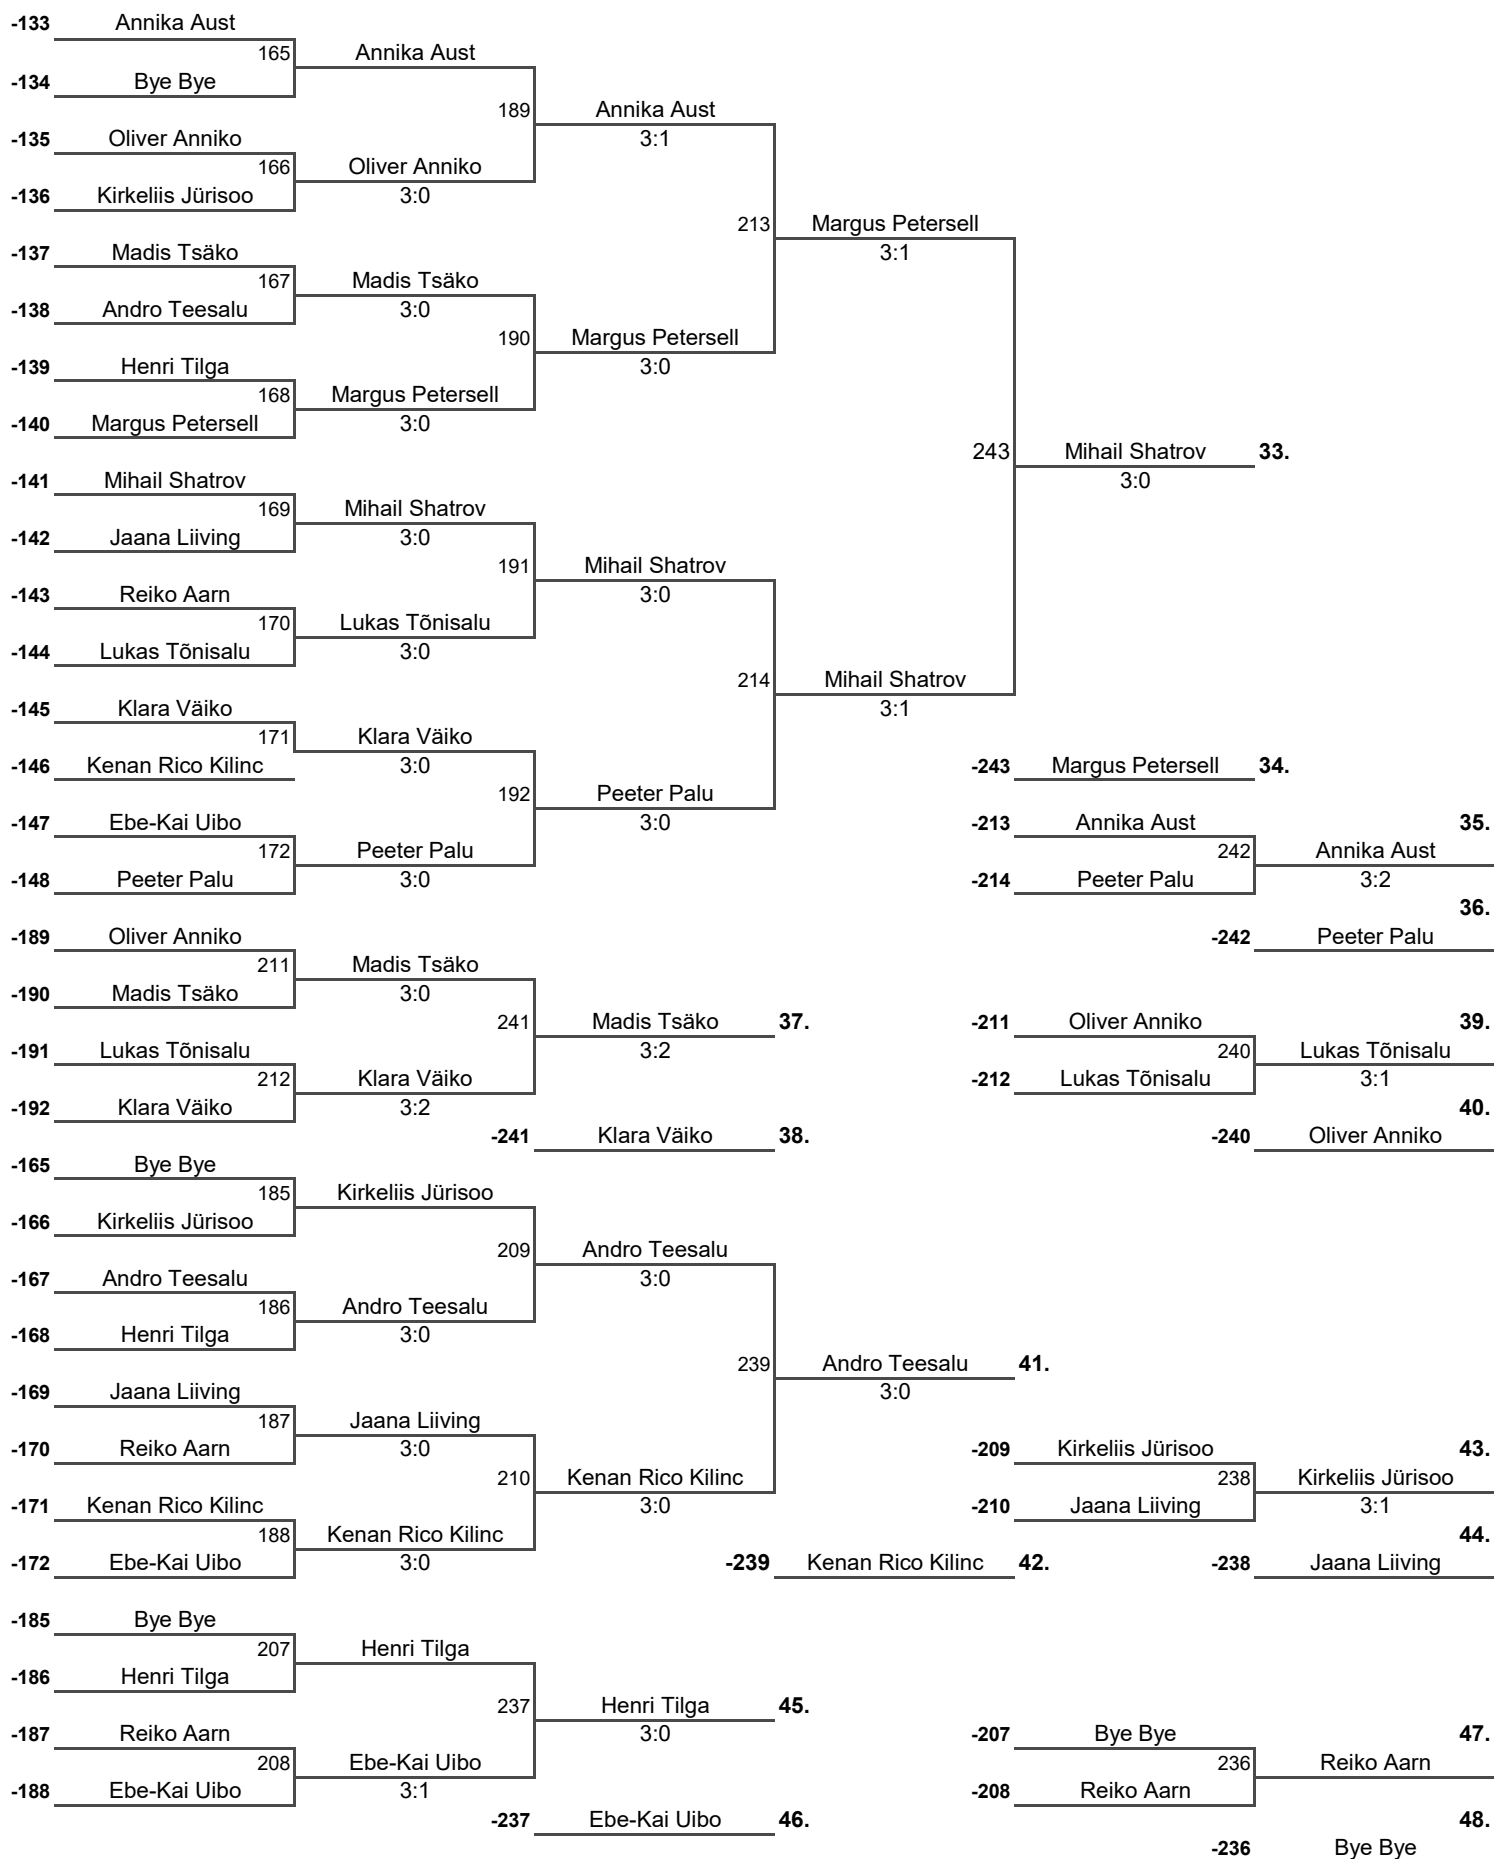 -133 Annika Aust
165 Annika Aust
-134 Bye Bye
189 Annika Aust
3:1
-135 Oliver Anniko
166 Oliver Anniko
3:0
-136 Kirkeliis Jürisoo
213 Margus Petersell
3:1
-137 Madis Tsäko
167 Madis Tsäko
3:0
-138 Andro Teesalu
190 Margus Petersell
3:0
-139 Henri Tilga
168 Margus Petersell
3:0
-140 Margus Petersell
243 Mihail Shatrov 33.
3:0
-141 Mihail Shatrov
169 Mihail Shatrov
3:0
-142 Jaana Liiving
191 Mihail Shatrov
3:0
-143 Reiko Aarn
170 Lukas Tõnisalu
3:0
-144 Lukas Tõnisalu
214 Mihail Shatrov
3:1
-145 Klara Väiko
171 Klara Väiko
3:0
-146 Kenan Rico Kilinc
-243 Margus Petersell 34.
192 Peeter Palu
3:0
-147 Ebe-Kai Uibo
-213 Annika Aust 35.
172 Peeter Palu
3:0
242 Annika Aust
3:2
-148 Peeter Palu
-214 Peeter Palu
36.
-189 Oliver Anniko
-242 Peeter Palu
211 Madis Tsäko
3:0
-190 Madis Tsäko
241 Madis Tsäko 37.
3:2
-211 Oliver Anniko 39.
-191 Lukas Tõnisalu
240 Lukas Tõnisalu
3:1
212 Klara Väiko
3:2
-212 Lukas Tõnisalu
-192 Klara Väiko
40.
-241 Klara Väiko 38.
-240 Oliver Anniko
-165 Bye Bye
185 Kirkeliis Jürisoo
-166 Kirkeliis Jürisoo
209 Andro Teesalu
3:0
-167 Andro Teesalu
186 Andro Teesalu
3:0
-168 Henri Tilga
239 Andro Teesalu 41.
3:0
-169 Jaana Liiving
187 Jaana Liiving
3:0
-170 Reiko Aarn
-209 Kirkeliis Jürisoo 43.
210 Kenan Rico Kilinc
3:0
238 Kirkeliis Jürisoo
3:1
-171 Kenan Rico Kilinc
-210 Jaana Liiving
188 Kenan Rico Kilinc
3:0
44.
-172 Ebe-Kai Uibo
-239 Kenan Rico Kilinc 42.
-238 Jaana Liiving
-185 Bye Bye
207 Henri Tilga
-186 Henri Tilga
237 Henri Tilga 45.
3:0
-187 Reiko Aarn
-207 Bye Bye 47.
208 Ebe-Kai Uibo
3:1
236 Reiko Aarn
-188 Ebe-Kai Uibo
-208 Reiko Aarn
-237 Ebe-Kai Uibo 46.
48.
-236 Bye Bye